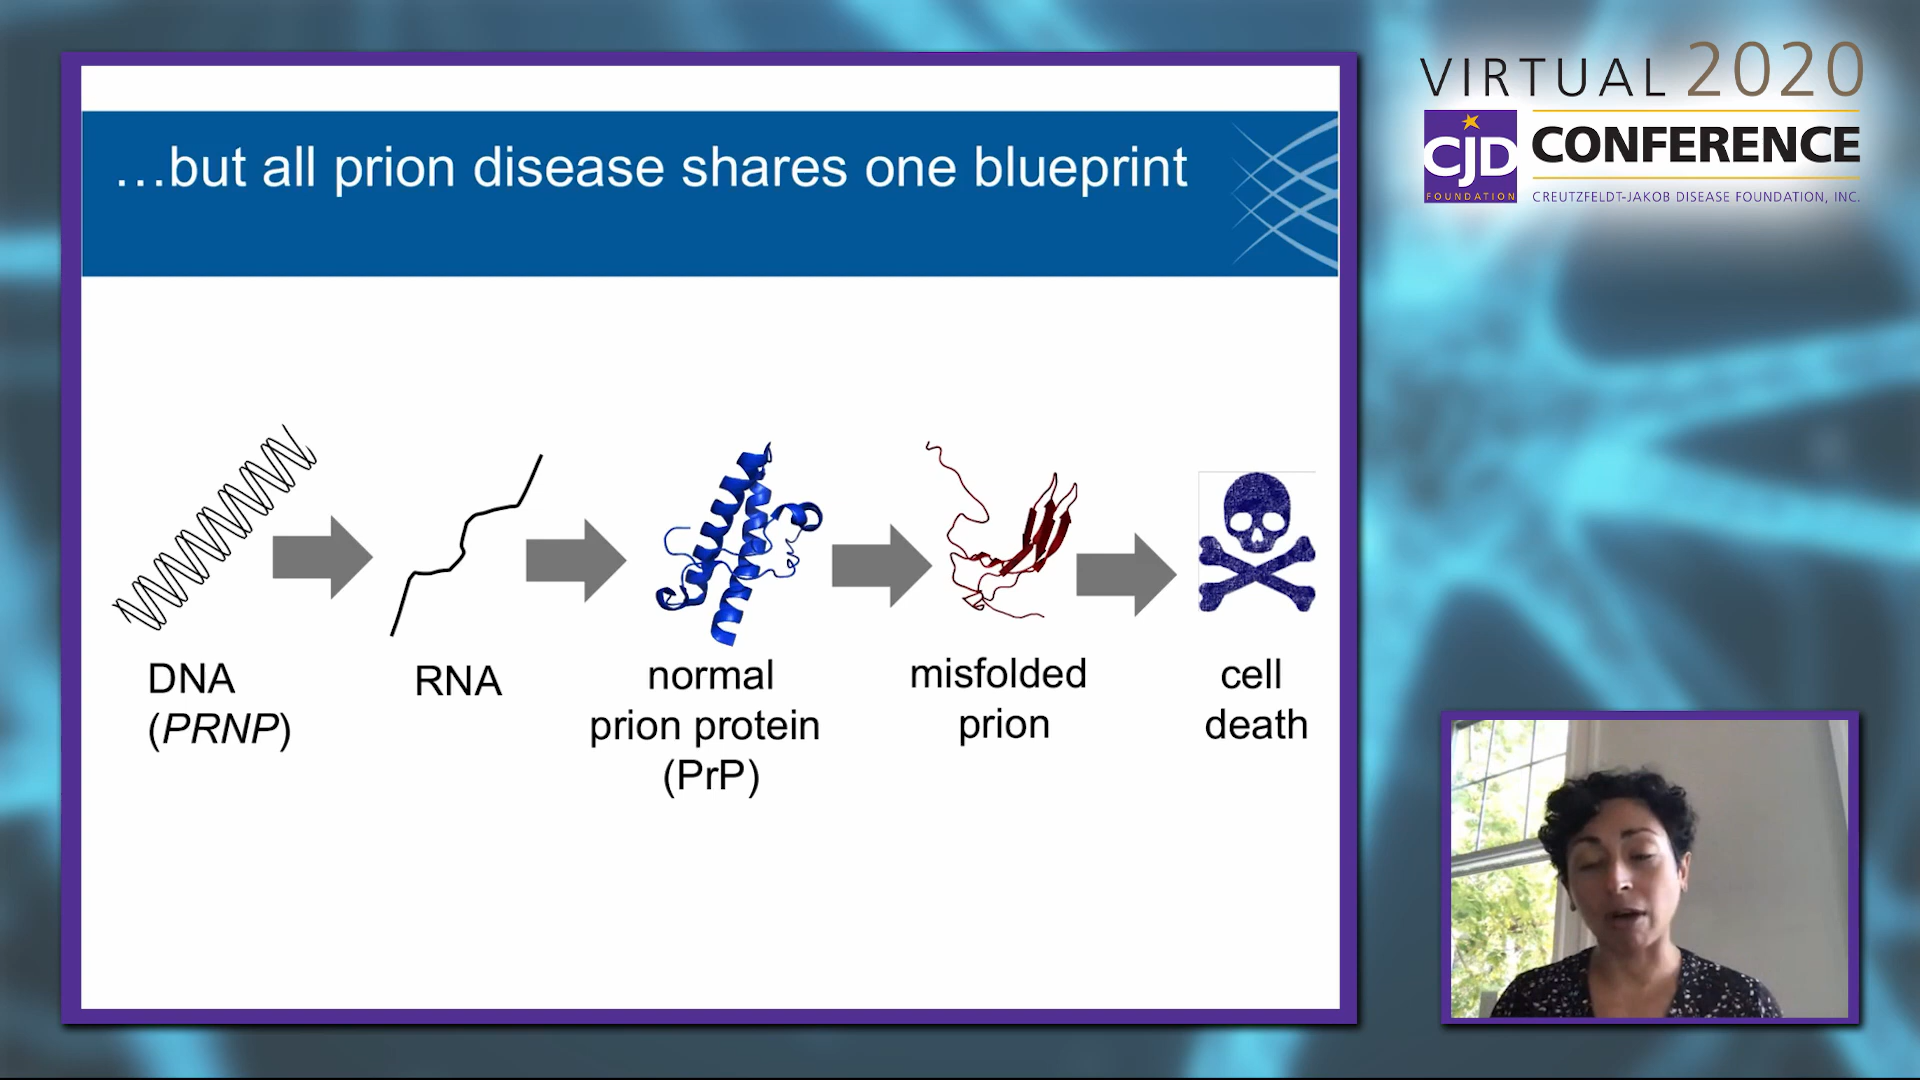 …but all prion disease shares one blueprint
DNA
(PRNP)
RNA
normal
prion protein
(PrP)
misfolded
prion
cell
death
VIRTUAL 2020
CJD
FOUNDATION
CONFERENCE
CREUTZFELDT-JAKOB DISEASE FOUNDATION, INC.